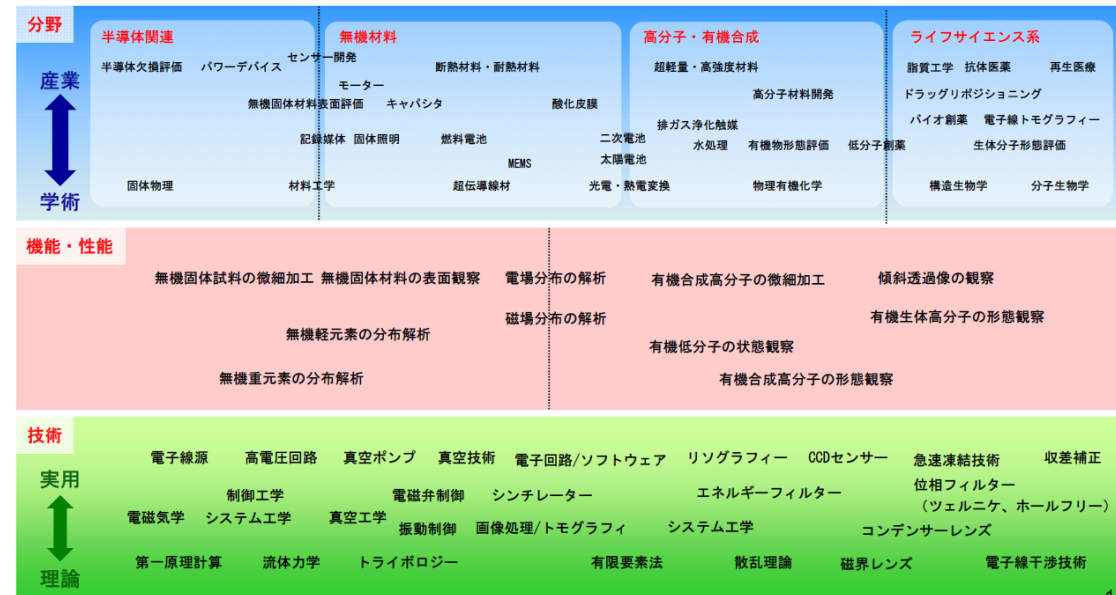 分野
産業
学術
半導体関連
無機材料
高分子・有機合成
ライフサイエンス系
センサー開発
半導体欠損評価 パワーデバイス 断熱材料・耐熱材料 超軽量・高強度材料 脂質工学 抗体医薬 再生医療
モーター
高分子材料開発 ドラッグリポジショニング
無機固体材料表面評価 キャパシタ 酸化皮膜
バイオ創薬 電子線トモグラフィー
排ガス浄化触媒
記録媒体 固体照明 燃料電池 二次電池 水処理 有機物形態評価 低分子創薬 生体分子形態評価
MEMS 太陽電池
固体物理 材料工学 超伝導線材 光電・熱電変換 物理有機化学 構造生物学 分子生物学
機能・性能
無機固体試料の微細加工 無機固体材料の表面観察 電場分布の解析 有機合成高分子の微細加工 傾斜透過像の観察
磁場分布の解析 有機生体高分子の形態観察
無機軽元素の分布解析
有機低分子の状態観察
無機重元素の分布解析 有機合成高分子の形態観察
技術
実用
理論
電子線源 高電圧回路 真空ポンプ 真空技術 電子回路/ソフトウェア リソグラフィー CCDセンサー 急速凍結技術 収差補正
制御工学 電磁弁制御 シンチレーター エネルギーフィルター 位相フィルター
（ツェルニケ、ホールフリー）
電磁気学 システム工学 真空工学 振動制御 画像処理/トモグラフィ システム工学 コンデンサーレンズ
第一原理計算 流体力学 トライボロジー 有限要素法 散乱理論 磁界レンズ 電子線干渉技術